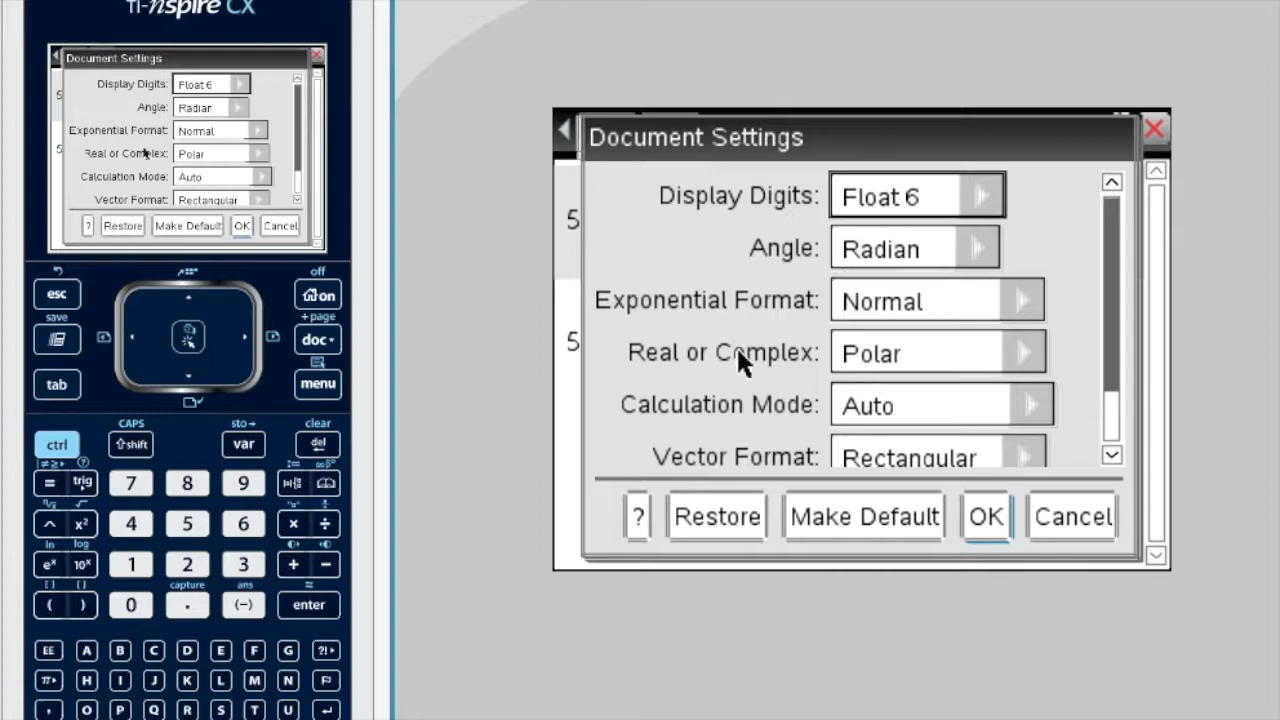 TI-nspire CX
Document Settings
Display Digits: Float 6
Angle: Radian
Exponential Format: Normal
Real or Complex: Polar
Calculation Mode: Auto
Vector Format: Rectangular
? Restore Make Default OK Cancel
off
esc on
save + page
doc
tab menu
CAPS sto→ clear
ctrl shift var del
= trig 7 8 9
^ x² 4 5 6 × ÷
ln log
eˣ 10ˣ 1 2 3 + −
[ ] { } capture ans ≈
( ) 0 . (−) enter
EE A B C D E F G ?!▸
π▸ H I J K L M N
, O P Q R S T U ↵
5
5
Document Settings
Display Digits: Float 6
Angle: Radian
Exponential Format: Normal
Real or Complex: Polar
Calculation Mode: Auto
Vector Format: Rectangular
? Restore Make Default OK Cancel